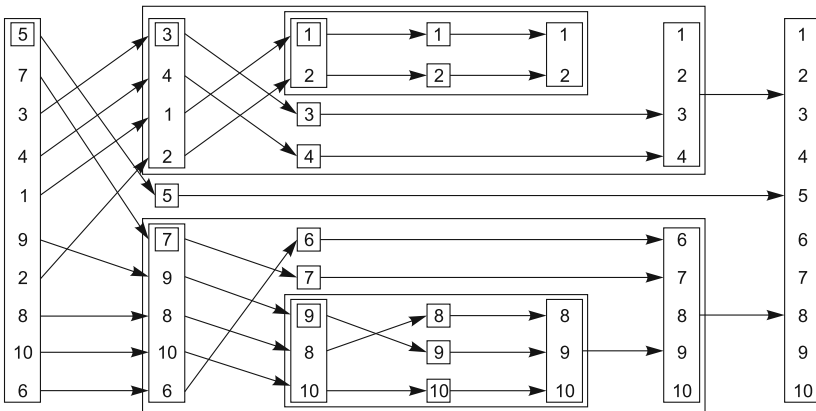 5 3 1 1 1 1 1
7 4 2 2 2 2 2
3 1 3 3 3
4 2 4 4 4
1 5 5
9 7 6 6 6
2 9 7 7 7
8 8 9 8 8 8 8
10 10 8 9 9 9 9
6 6 10 10 10 10 10